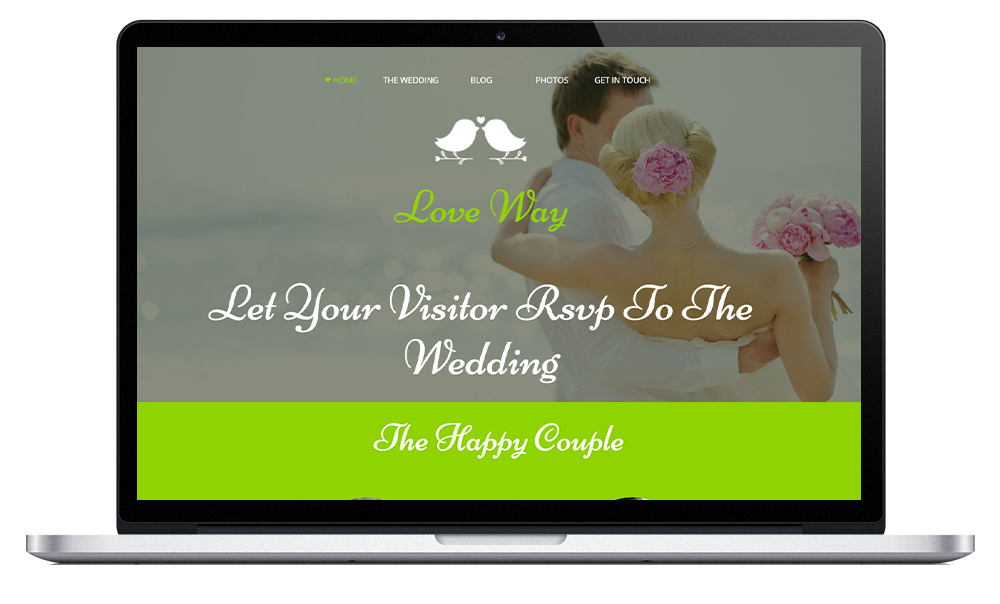 HOME THE WEDDING BLOG PHOTOS GET IN TOUCH
Love Way
Let Your Visitor Rsvp To The
Wedding
The Happy Couple